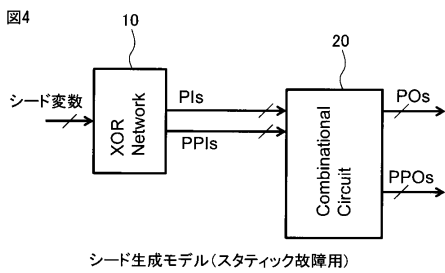 図4
10
シード変数
XOR
Network
PIs
PPIs
20
Combinational
Circuit
POs
PPOs
シード生成モデル(スタティック故障用)